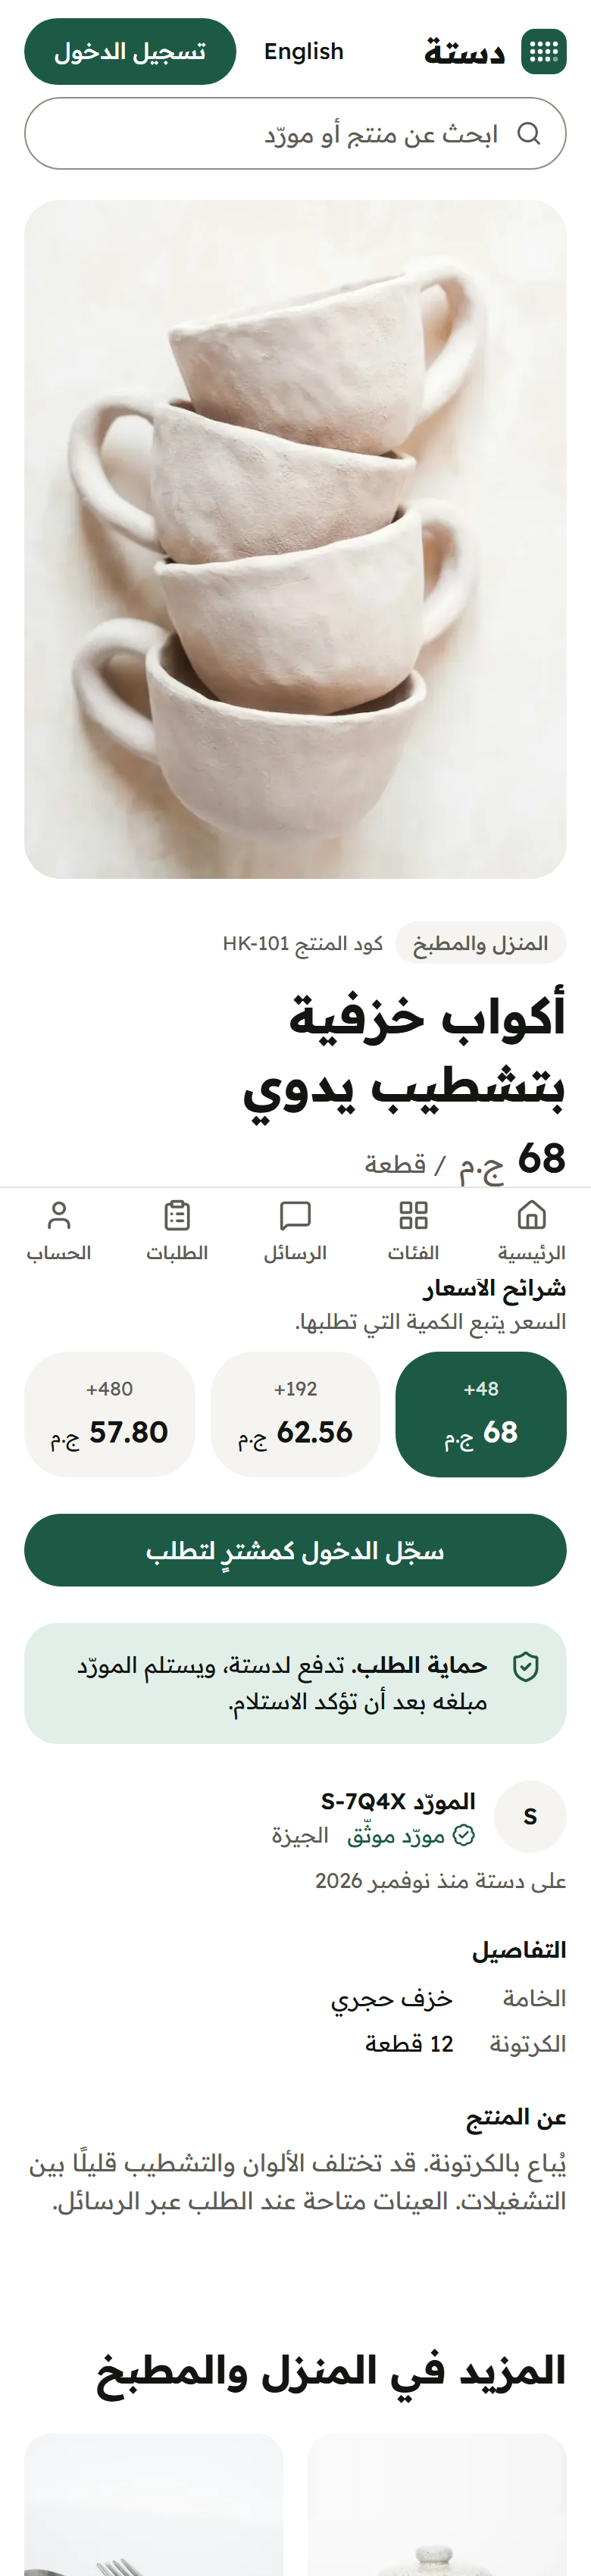 دستة
English
تسجيل الدخول
ابحث عن منتج أو مورّد
المنزل والمطبخ
كود المنتج HK-101
أكواب خزفية
بتشطيب يدوي
68 ج.م / قطعة
الرئيسية
الفئات
الرسائل
الطلبات
الحساب
شرائح الأسعار
السعر يتبع الكمية التي تطلبها.
48+
68 ج.م
192+
62.56 ج.م
480+
57.80 ج.م
سجّل الدخول كمشترٍ لتطلب
حماية الطلب. تدفع لدستة، ويستلم المورّد
مبلغه بعد أن تؤكد الاستلام.
S
المورّد S-7Q4X
مورّد موثّق الجيزة
على دستة منذ نوفمبر 2026
التفاصيل
الخامة خزف حجري
الكرتونة 12 قطعة
عن المنتج
يُباع بالكرتونة. قد تختلف الألوان والتشطيب قليلًا بين
التشغيلات. العينات متاحة عند الطلب عبر الرسائل.
المزيد في المنزل والمطبخ